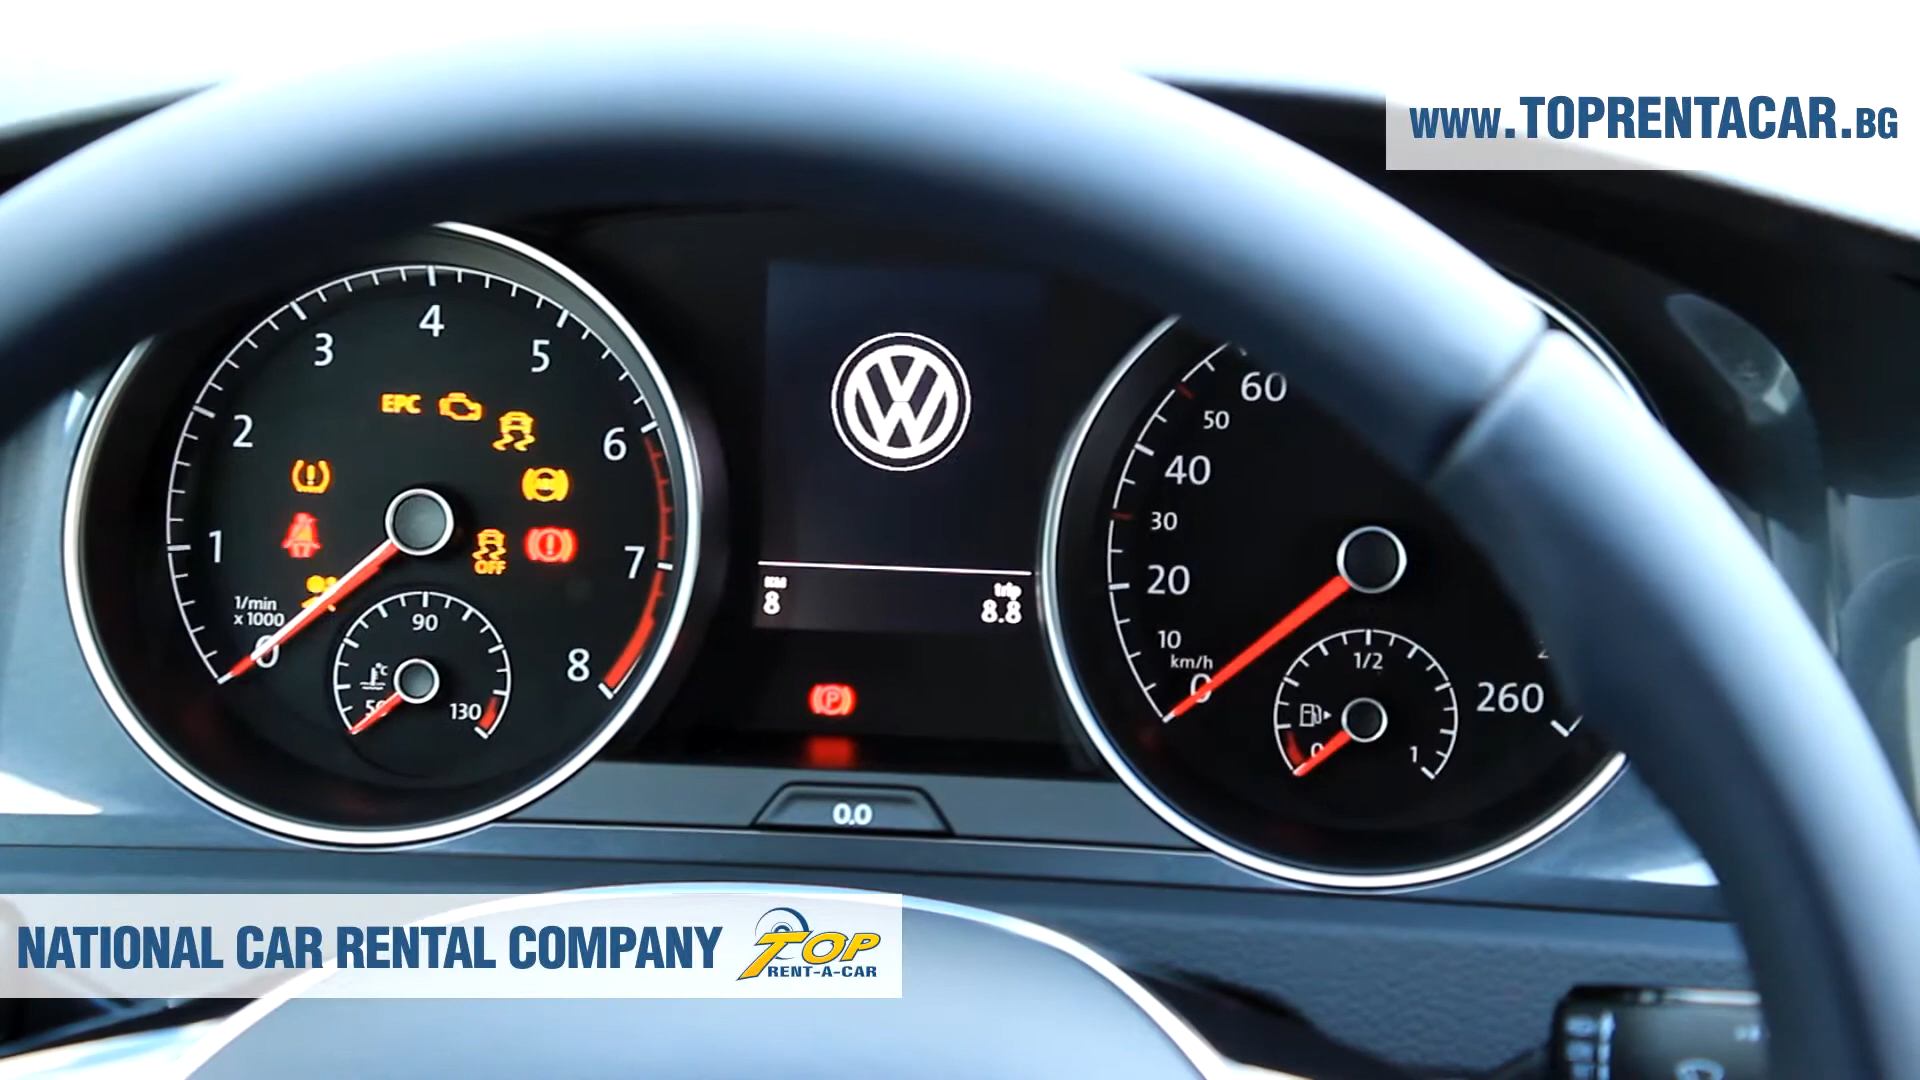 www.TOPRENTACAR.BG
4
3
5
EPC
2
6
1
7
OFF
1/min
x 1000
0
8
90
°C
50
130
KM
trip
8
8.8
P
0.0
60
50
40
30
20
10
km/h
0
1/2
0
1
260
NATIONAL CAR RENTAL COMPANY
TOP
RENT-A-CAR